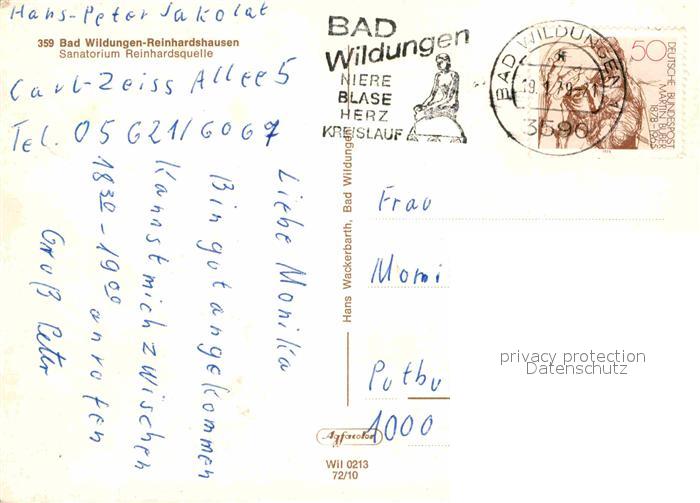 Hans-Peter Jakolat
359 Bad Wildungen-Reinhardshausen
Sanatorium Reinhardsquelle
Carl-Zeiss Allee 5
Tel. 05621/6067
Liebe Monika
Bin gut angekommen
Kannst mich zwischen
18³⁰ - 19⁰⁰ anrufen
Gruß Peter
BAD
Wildungen
NIERE
BLASE
HERZ
KREISLAUF
BAD WILDUNGEN 1
3590
50
DEUTSCHE BUNDESPOST
MARTIN BUBER
1878-1965
Hans Wackerbarth, Bad Wildungen
Frau
Moni
Putbu
1000
Agfacolor
Wil 0213
72/10
privacy protection
Datenschutz